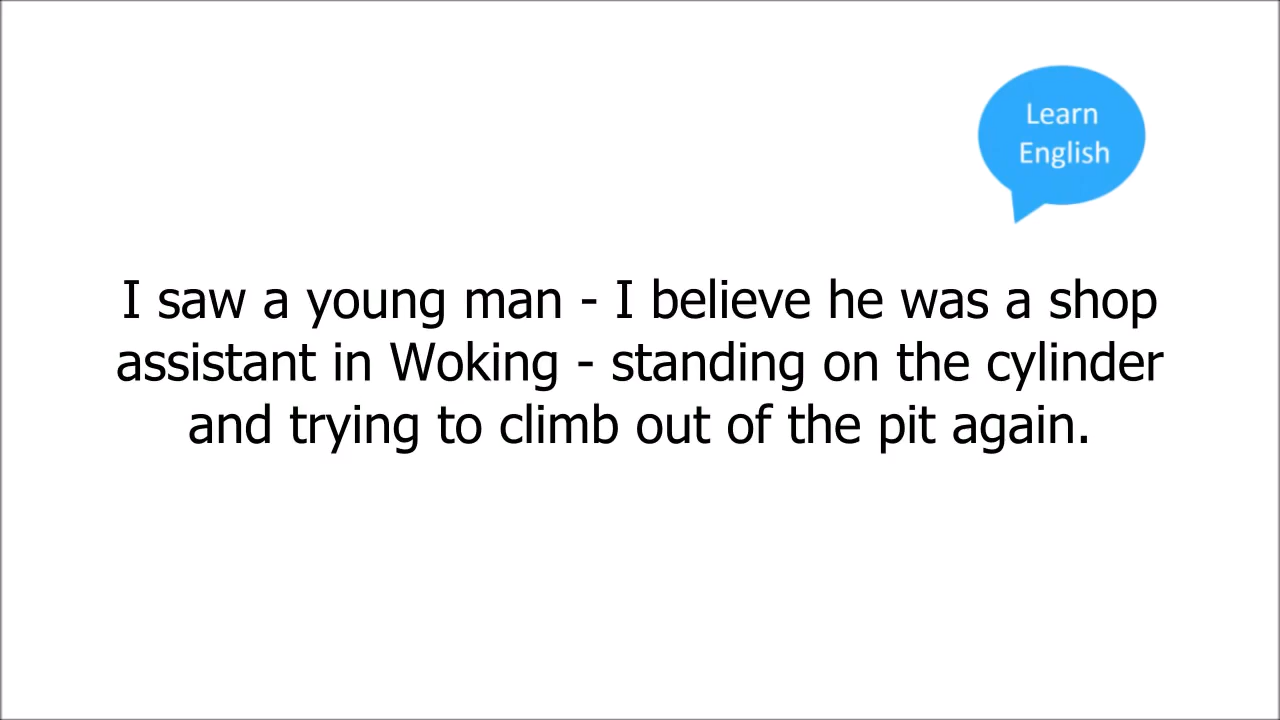 Learn
English
I saw a young man - I believe he was a shop
assistant in Woking - standing on the cylinder
and trying to climb out of the pit again.